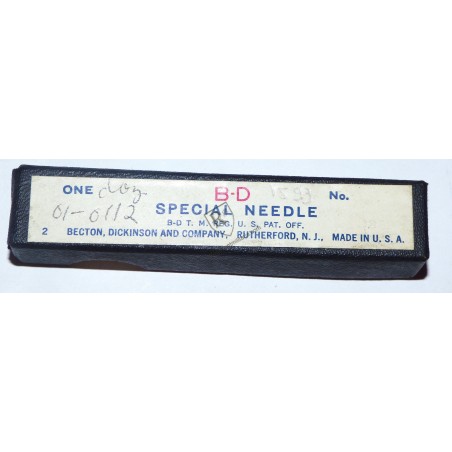 ONE doz B-D No.
01-0112 SPECIAL NEEDLE
B-D T. M. REG. U. S. PAT. OFF.
2 BECTON, DICKINSON AND COMPANY, RUTHERFORD, N. J., MADE IN U. S. A.